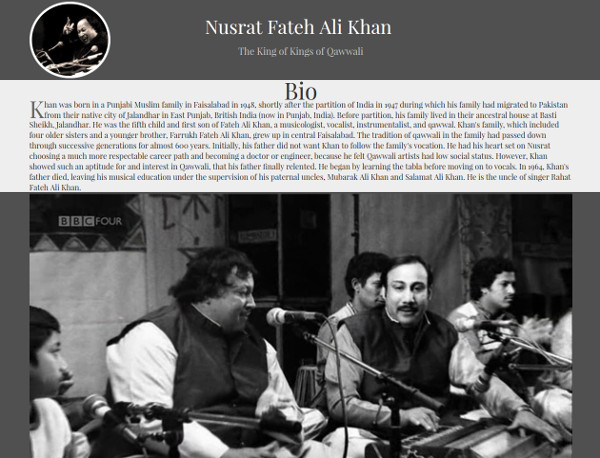 Nusrat Fateh Ali Khan
The King of Kings of Qawwali
Bio
Khan was born in a Punjabi Muslim family in Faisalabad in 1948, shortly after the partition of India in 1947 during which his family had migrated to Pakistan
from their native city of Jalandhar in East Punjab, British India (now in Punjab, India). Before partition, his family lived in their ancestral house at Basti
Sheikh, Jalandhar. He was the fifth child and first son of Fateh Ali Khan, a musicologist, vocalist, instrumentalist, and qawwal. Khan's family, which included
four older sisters and a younger brother, Farrukh Fateh Ali Khan, grew up in central Faisalabad. The tradition of qawwali in the family had passed down
through successive generations for almost 600 years. Initially, his father did not want Khan to follow the family's vocation. He had his heart set on Nusrat
choosing a much more respectable career path and becoming a doctor or engineer, because he felt Qawwali artists had low social status. However, Khan
showed such an aptitude for and interest in Qawwali, that his father finally relented. He began by learning the tabla before moving on to vocals. In 1964, Khan's
father died, leaving his musical education under the supervision of his paternal uncles, Mubarak Ali Khan and Salamat Ali Khan. He is the uncle of singer Rahat
Fateh Ali Khan.
BBC FOUR